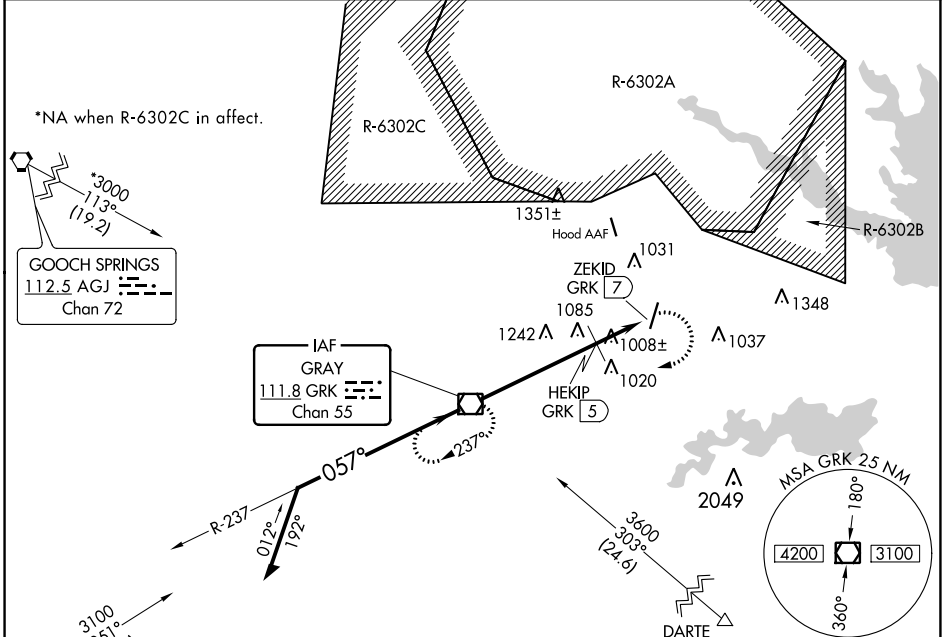 R-6302A
*NA when R-6302C in affect.
R-6302C
*3000
113°
(19.2)
1351±
R-6302B
Hood AAF
1031
GOOCH SPRINGS
112.5 AGJ
Chan 72
ZEKID
GRK 7
1348
1085
1242
1008±
1037
IAF
GRAY
111.8 GRK
Chan 55
1020
HEKIP
GRK 5
237°
057°
MSA GRK 25 NM
180°
2049
R-237
012°
192°
3600
303°
(24.6)
4200
3100
360°
3100
DARTE